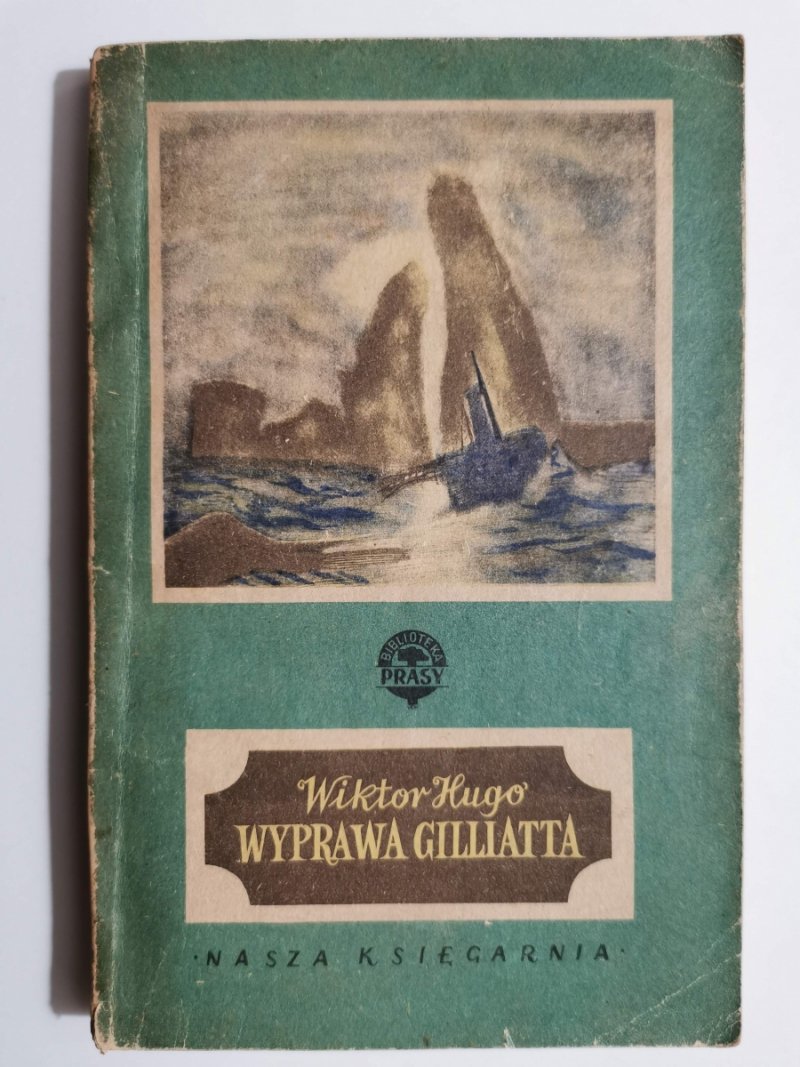 BIBLIOTEKA
PRASY
Wiktor Hugo
WYPRAWA GILLIATTA
·NASZA KSIĘGARNIA·